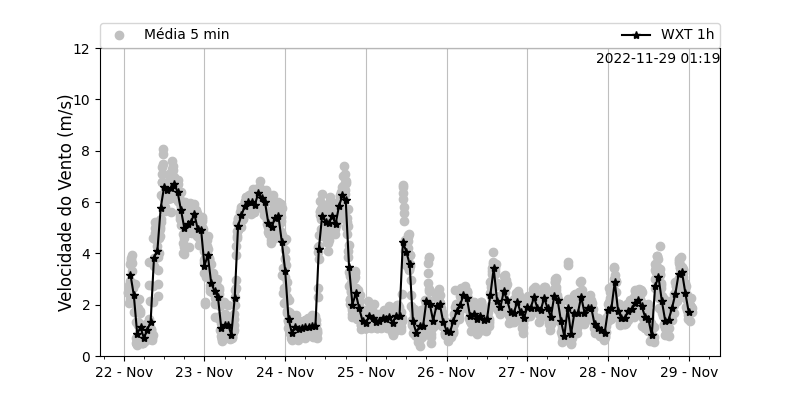 Média 5 min
WXT 1h
2022-11-29 01:19
Velocidade do Vento (m/s)
12
10
8
6
4
2
0
22 - Nov
23 - Nov
24 - Nov
25 - Nov
26 - Nov
27 - Nov
28 - Nov
29 - Nov